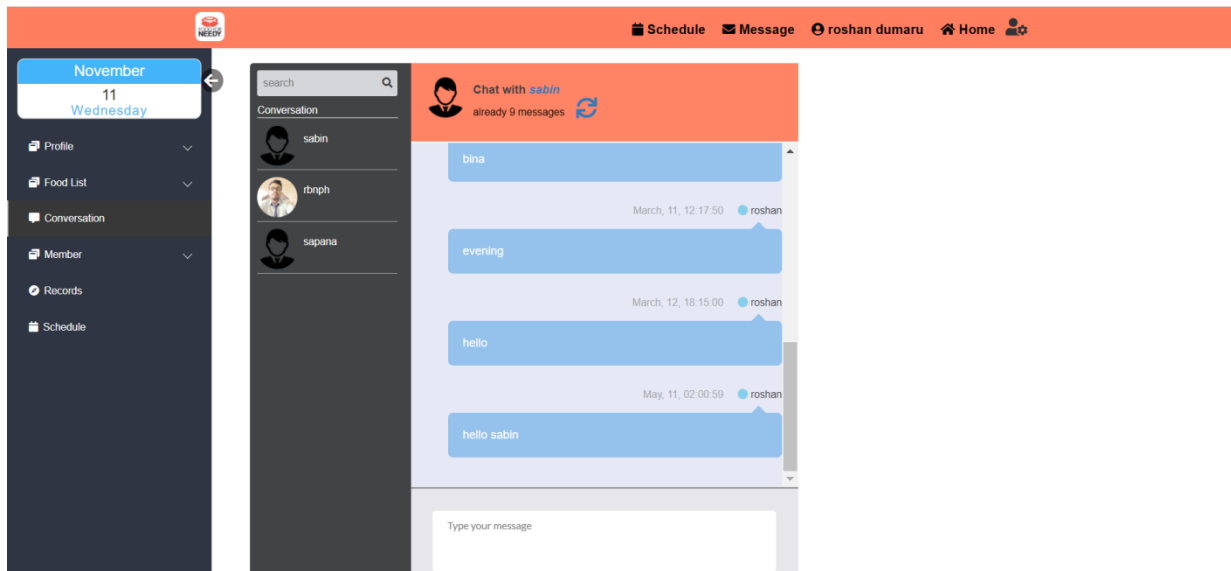 NEEDY
Schedule Message roshan dumaru Home
November
11
Wednesday
Profile
Food List
Conversation
Member
Records
Schedule
search
Conversation
sabin
rbnph
sapana
Chat with sabin
already 9 messages
bina
March, 11, 12:17:50 roshan
evening
March, 12, 18:15:00 roshan
hello
May, 11, 02:00:59 roshan
hello sabin
Type your message